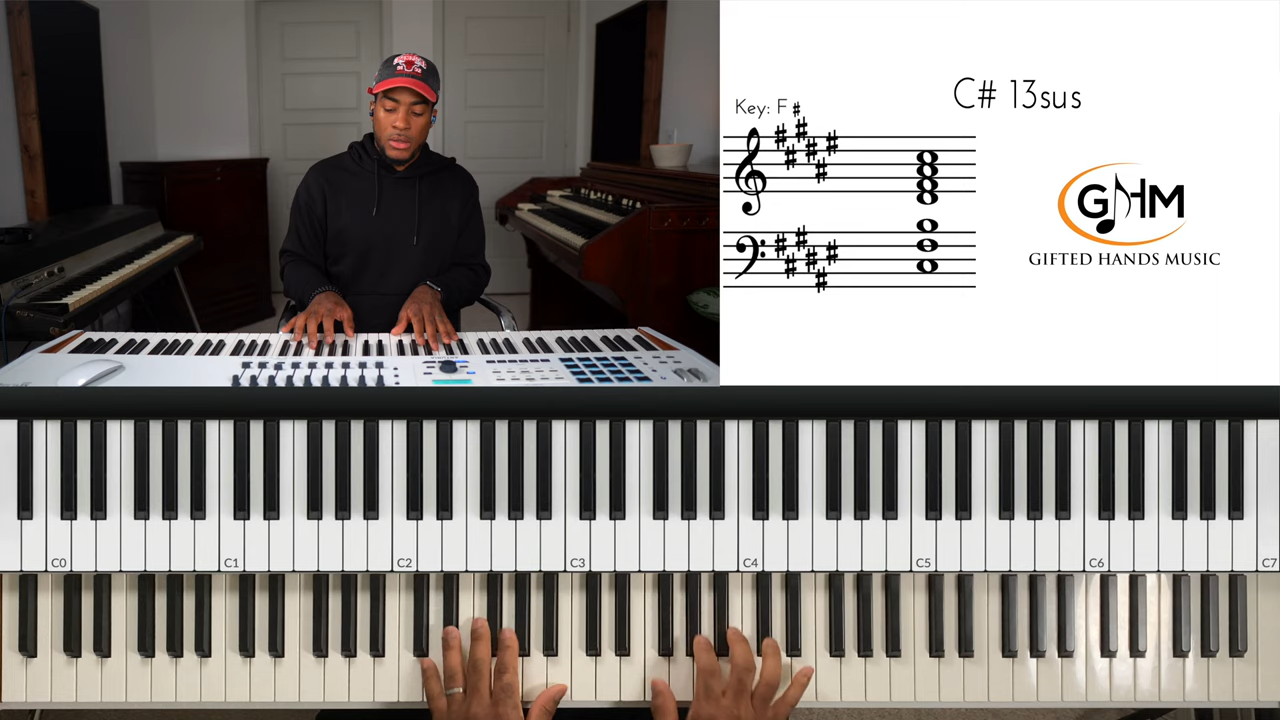 Key: F#
C# 13sus
GHM
GIFTED HANDS MUSIC
C0 C1 C2 C3 C4 C5 C6 C7